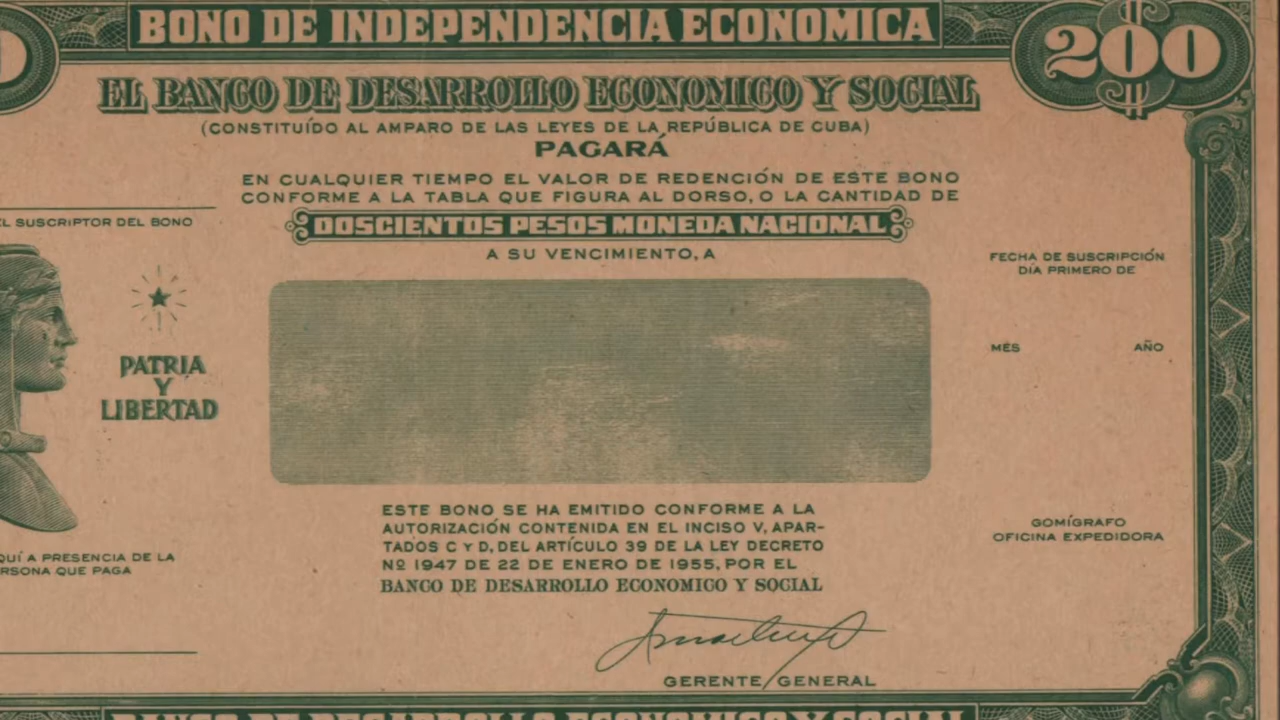 BONO DE INDEPENDENCIA ECONOMICA
200
EL BANCO DE DESARROLLO ECONOMICO Y SOCIAL
(CONSTITUÍDO AL AMPARO DE LAS LEYES DE LA REPÚBLICA DE CUBA)
PAGARÁ
EN CUALQUIER TIEMPO EL VALOR DE REDENCIÓN DE ESTE BONO
CONFORME A LA TABLA QUE FIGURA AL DORSO, O LA CANTIDAD DE
DOSCIENTOS PESOS MONEDA NACIONAL
A SU VENCIMIENTO, A
EL SUSCRIPTOR DEL BONO
FECHA DE SUSCRIPCIÓN
DÍA PRIMERO DE
MES AÑO
PATRIA
Y
LIBERTAD
ESTE BONO SE HA EMITIDO CONFORME A LA
AUTORIZACIÓN CONTENIDA EN EL INCISO V, APAR-
TADOS C Y D, DEL ARTÍCULO 39 DE LA LEY DECRETO
Nº 1947 DE 22 DE ENERO DE 1955, POR EL
BANCO DE DESARROLLO ECONOMICO Y SOCIAL
QUÍ A PRESENCIA DE LA
RSONA QUE PAGA
GOMÍGRAFO
OFICINA EXPEDIDORA
GERENTE GENERAL
BANCO DE DESARROLLO ECONOMICO Y SOCIAL